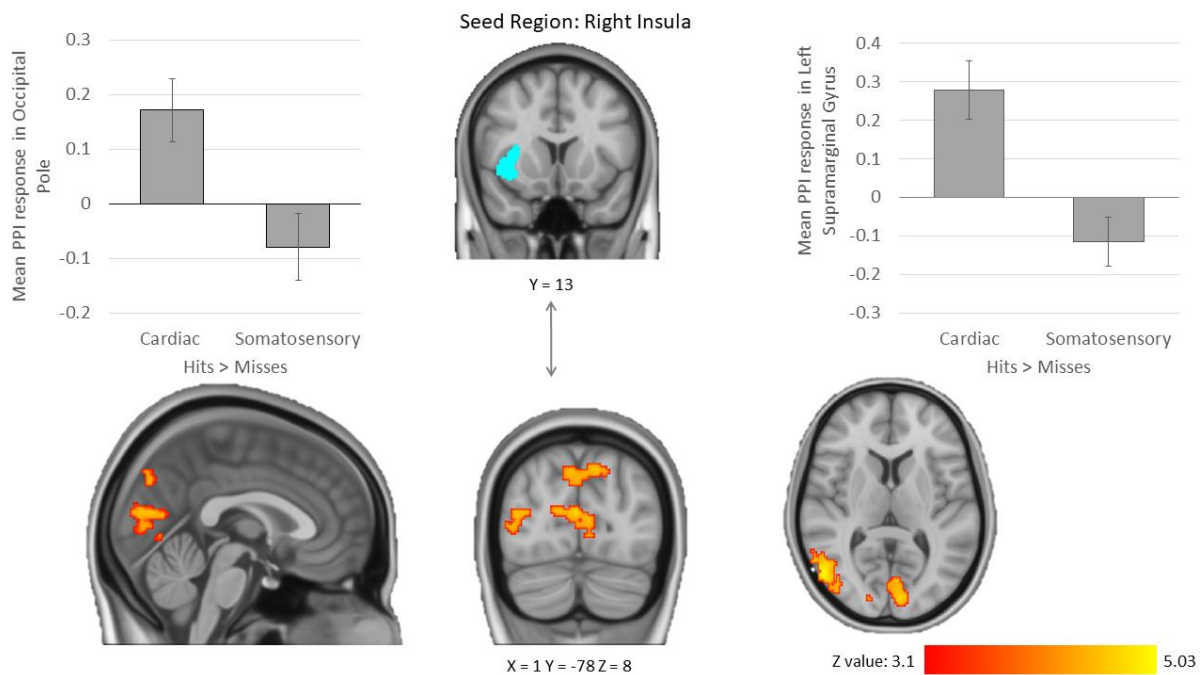 Seed Region: Right Insula
Mean PPI response in Occipital
Pole
0.3
0.2
0.1
0
-0.1
-0.2
Cardiac Somatosensory
Hits > Misses
Y = 13
Mean PPI response in Left
Supramarginal Gyrus
0.4
0.3
0.2
0.1
0
-0.1
-0.2
-0.3
Cardiac Somatosensory
Hits > Misses
X = 1 Y = -78 Z = 8
Z value: 3.1 5.03